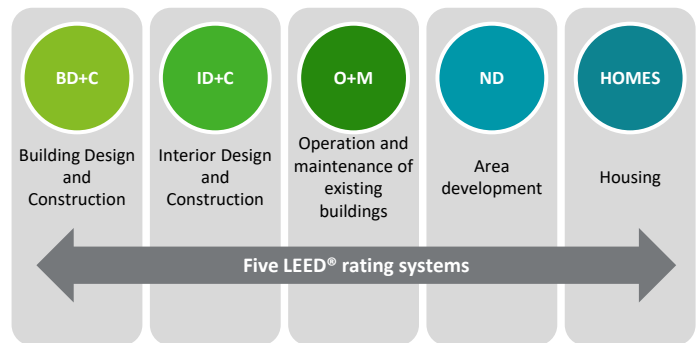 BD+C
ID+C
O+M
ND
HOMES
Building Design
and
Construction
Interior Design
and
Construction
Operation and
maintenance of
existing
buildings
Area
development
Housing
Five LEED® rating systems